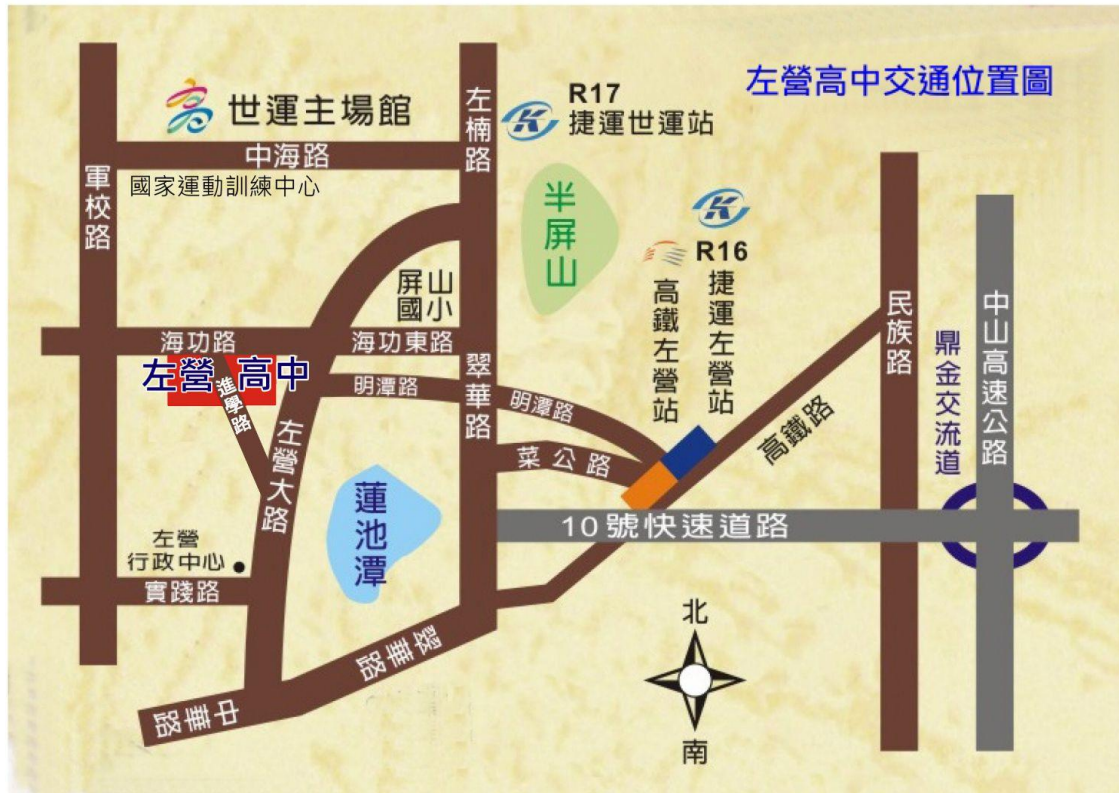 左營高中交通位置圖
世運主場館
R17
捷運世運站
左楠路
中海路
國家運動訓練中心
軍校路
半屏山
R16
捷運左營站
高鐵左營站
屏山
國小
民族路
中山高速公路
鼎金交流道
海功路
海功東路
左營高中
進學路
明潭路
明潭路
翠華路
菜公路
高鐵路
左營大路
蓮池潭
10號快速道路
左營
行政中心
實踐路
翠華路
中華路
北
南